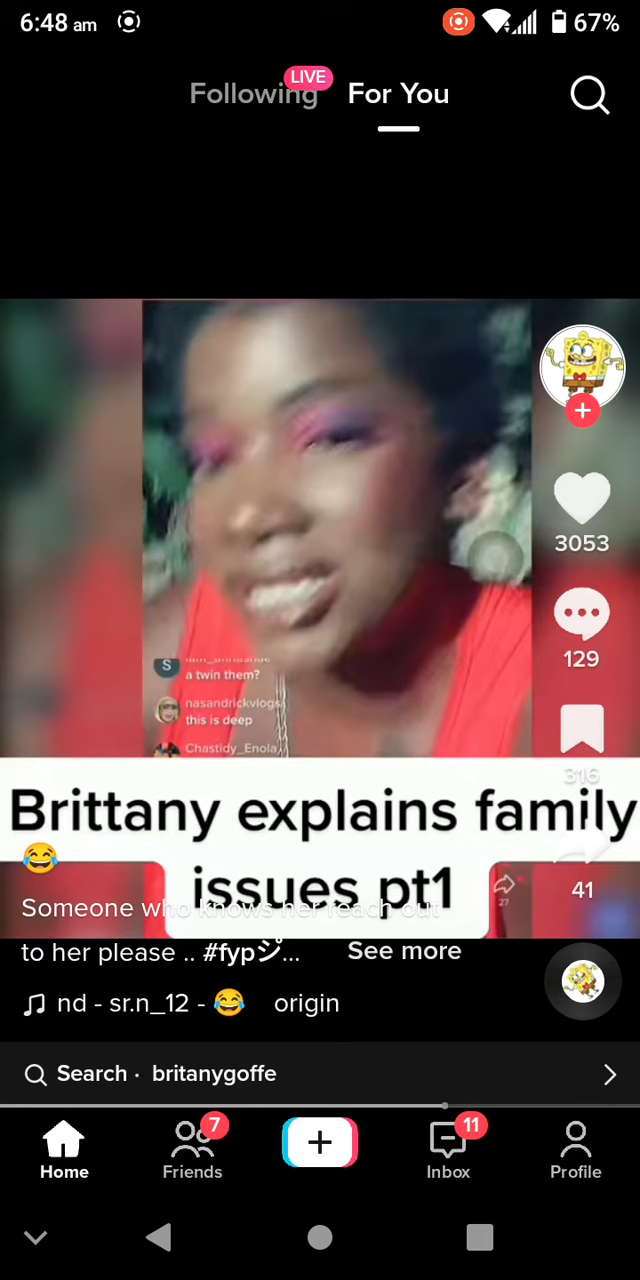 6:48 am
67%
LIVE
Following For You
3053
S
a twin them?
129
nasandrickvlogs
this is deep
Chastidy_Enola
316
Brittany explains family
issues pt1
😂
41
27
Someone who knows her reach out
to her please .. #fypジ... See more
nd - sr.n_12 - 😂 origin
Search · britanygoffe
7
11
Home
Friends
Inbox
Profile